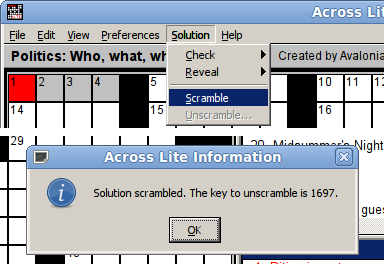 Across Lite
File Edit View Preferences Solution Help
Politics: Who, what, wh
Created by Avalonia
Check
Reveal
Scramble
Unscramble...
1 2 3 4 5 10 11 12
14 15 16
29
20 Midsummer's Night
Across Lite Information
Solution scrambled. The key to unscramble is 1697.
gues
OK